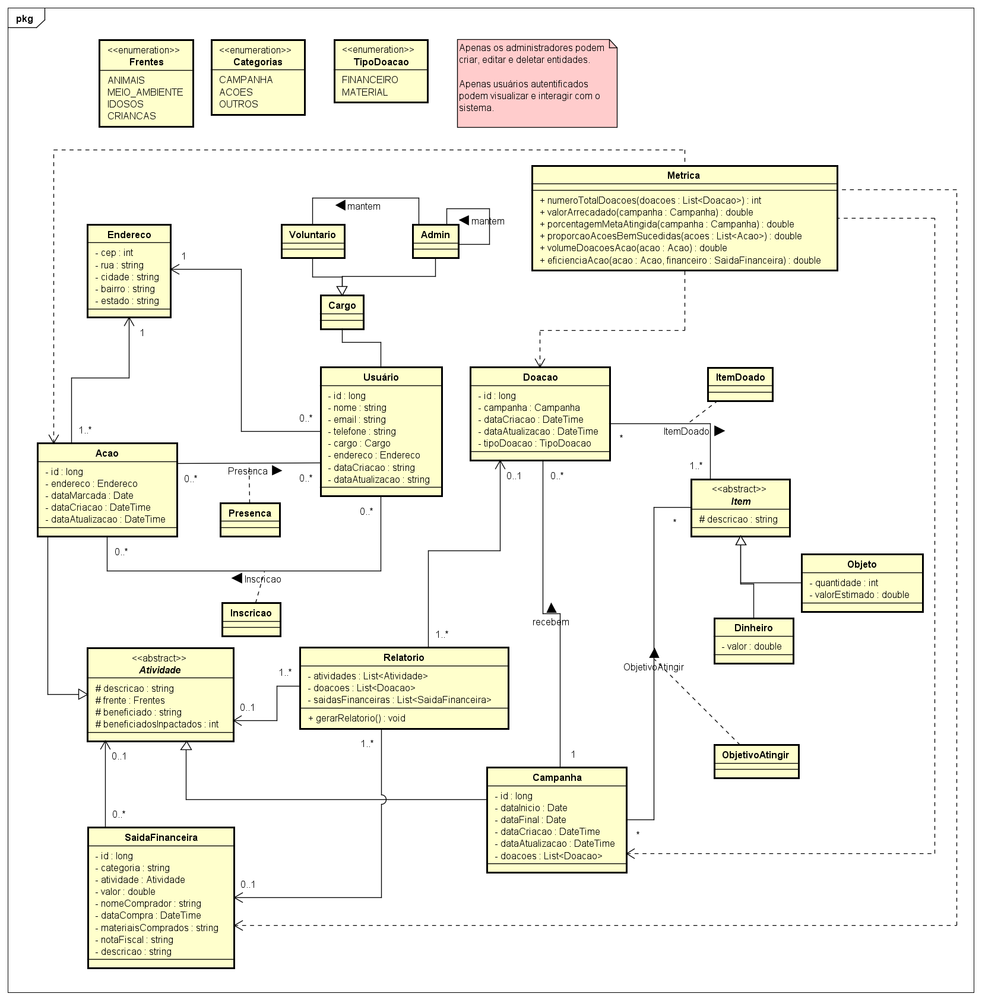 pkg
<<enumeration>>
Frentes
ANIMAIS
MEIO_AMBIENTE
IDOSOS
CRIANCAS
<<enumeration>>
Categorias
CAMPANHA
ACOES
OUTROS
<<enumeration>>
TipoDoacao
FINANCEIRO
MATERIAL
Apenas os administradores podem
criar, editar e deletar entidades.
Apenas usuários autentificados
podem visualizar e interagir com o
sistema.
Metrica
+ numeroTotalDoacoes(doacoes : List<Doacao>) : int
+ valorArrecadado(campanha : Campanha) : double
+ porcentagemMetaAtingida(campanha : Campanha) : double
+ proporcaoAcoesBemSucedidas(acoes : List<Acao>) : double
+ volumeDoacoesAcao(acao : Acao) : double
+ eficienciaAcao(acao : Acao, financeiro : SaidaFinanceira) : double
mantem
mantem
Voluntario
Admin
Cargo
Endereco
- cep : int
- rua : string
- cidade : string
- bairro : string
- estado : string
1
1
0..*
1..*
Usuário
- id : long
- nome : string
- email : string
- telefone : string
- cargo : Cargo
- endereco : Endereco
- dataCriacao : string
- dataAtualizacao : string
Doacao
- id : long
- campanha : Campanha
- dataCriacao : DateTime
- dataAtualizacao : DateTime
- tipoDoacao : TipoDoacao
ItemDoado
ItemDoado
*
1..*
Acao
- id : long
- endereco : Endereco
- dataMarcada : Date
- dataCriacao : DateTime
- dataAtualizacao : DateTime
Presenca
0..*
0..*
Presenca
0..*
0..*
Inscricao
Inscricao
0..1
0..*
<<abstract>>
Item
# descricao : string
*
Objeto
- quantidade : int
- valorEstimado : double
Dinheiro
- valor : double
recebem
1..*
ObjetivoAtingir
ObjetivoAtingir
<<abstract>>
Atividade
# descricao : string
# frente : Frentes
# beneficiado : string
# beneficiadosInpactados : int
1..*
0..1
Relatorio
- atividades : List<Atividade>
- doacoes : List<Doacao>
- saidasFinanceiras : List<SaidaFinanceira>
+ gerarRelatorio() : void
1..*
0..1
0..*
1
Campanha
- id : long
- dataInicio : Date
- dataFinal : Date
- dataCriacao : DateTime
- dataAtualizacao : DateTime
- doacoes : List<Doacao>
*
SaidaFinanceira
- id : long
- categoria : string
- atividade : Atividade
- valor : double
- nomeComprador : string
- dataCompra : DateTime
- materiaisComprados : string
- notaFiscal : string
- descricao : string
0..1